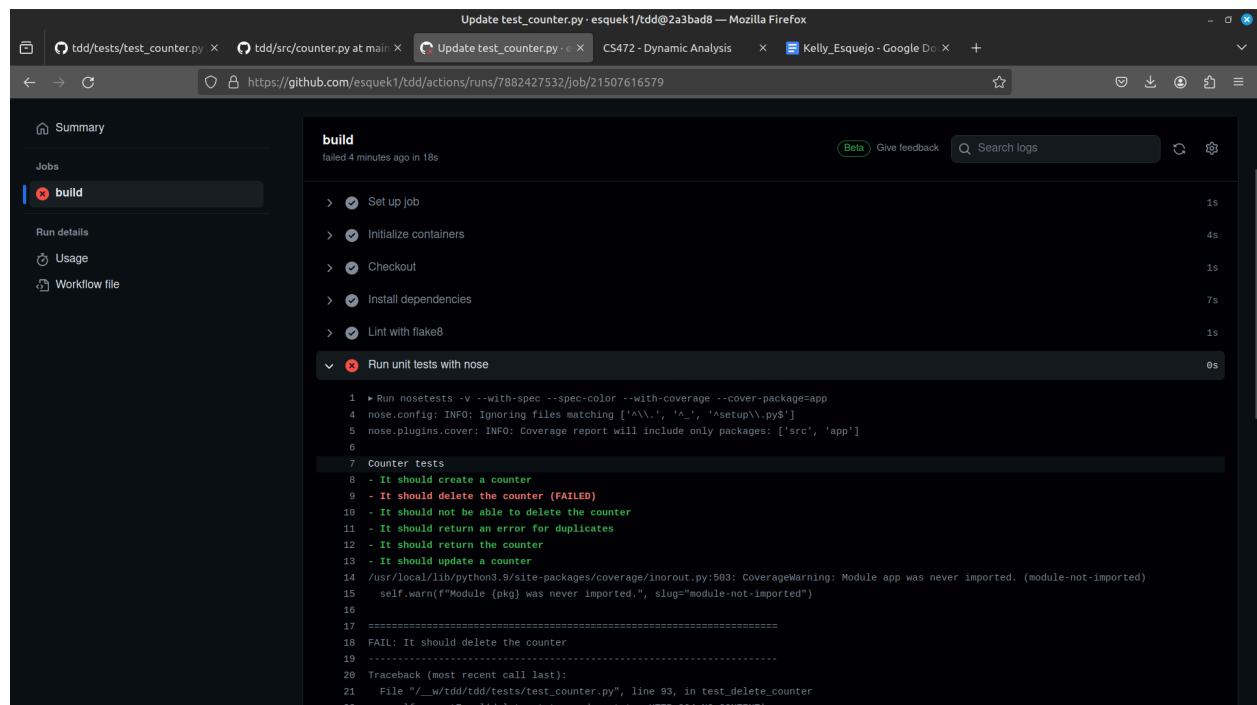 Update test_counter.py · esquek1/tdd@2a3bad8 — Mozilla Firefox
tdd/tests/test_counter.py
tdd/src/counter.py at main
Update test_counter.py · e
CS472 - Dynamic Analysis
Kelly_Esquejo - Google Do
https://github.com/esquek1/tdd/actions/runs/7882427532/job/21507616579
Summary
Jobs
build
Run details
Usage
Workflow file
build
failed 4 minutes ago in 18s
Beta Give feedback
Search logs
Set up job 1s
Initialize containers 4s
Checkout 1s
Install dependencies 7s
Lint with flake8 1s
Run unit tests with nose 0s
1 ▸ Run nosetests -v --with-spec --spec-color --with-coverage --cover-package=app
4 nose.config: INFO: Ignoring files matching ['^\\.', '^_', '^setup\\.py$']
5 nose.plugins.cover: INFO: Coverage report will include only packages: ['src', 'app']
6
7 Counter tests
8 - It should create a counter
9 - It should delete the counter (FAILED)
10 - It should not be able to delete the counter
11 - It should return an error for duplicates
12 - It should return the counter
13 - It should update a counter
14 /usr/local/lib/python3.9/site-packages/coverage/inorout.py:503: CoverageWarning: Module app was never imported. (module-not-imported)
15 self.warn(f"Module {pkg} was never imported.", slug="module-not-imported")
16
17 ======================================================================
18 FAIL: It should delete the counter
19 ----------------------------------------------------------------------
20 Traceback (most recent call last):
21 File "/__w/tdd/tdd/tests/test_counter.py", line 93, in test_delete_counter